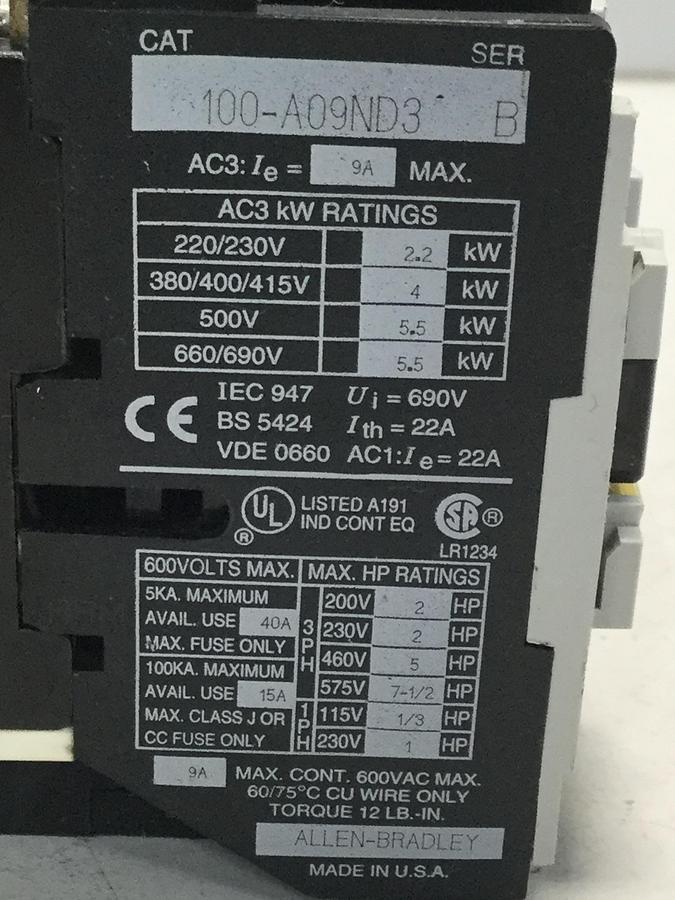 CAT SER
100-A09ND3 B
AC3: Ie = 9A MAX.
AC3 kW RATINGS
220/230V 2.2 kW
380/400/415V 4 kW
500V 5.5 kW
660/690V 5.5 kW
CE
IEC 947 Ui = 690V
BS 5424 Ith = 22A
VDE 0660 AC1: Ie = 22A
UL ® LISTED A191
IND CONT EQ
SA ®
LR1234
600VOLTS MAX. MAX. HP RATINGS
5KA. MAXIMUM
AVAIL. USE 40A
MAX. FUSE ONLY
100KA. MAXIMUM
AVAIL. USE 15A
MAX. CLASS J OR
CC FUSE ONLY
3PH
200V 2 HP
230V 2 HP
460V 5 HP
575V 7-1/2 HP
1PH
115V 1/3 HP
230V 1 HP
9A MAX. CONT. 600VAC MAX.
60/75°C CU WIRE ONLY
TORQUE 12 LB.-IN.
ALLEN-BRADLEY
MADE IN U.S.A.